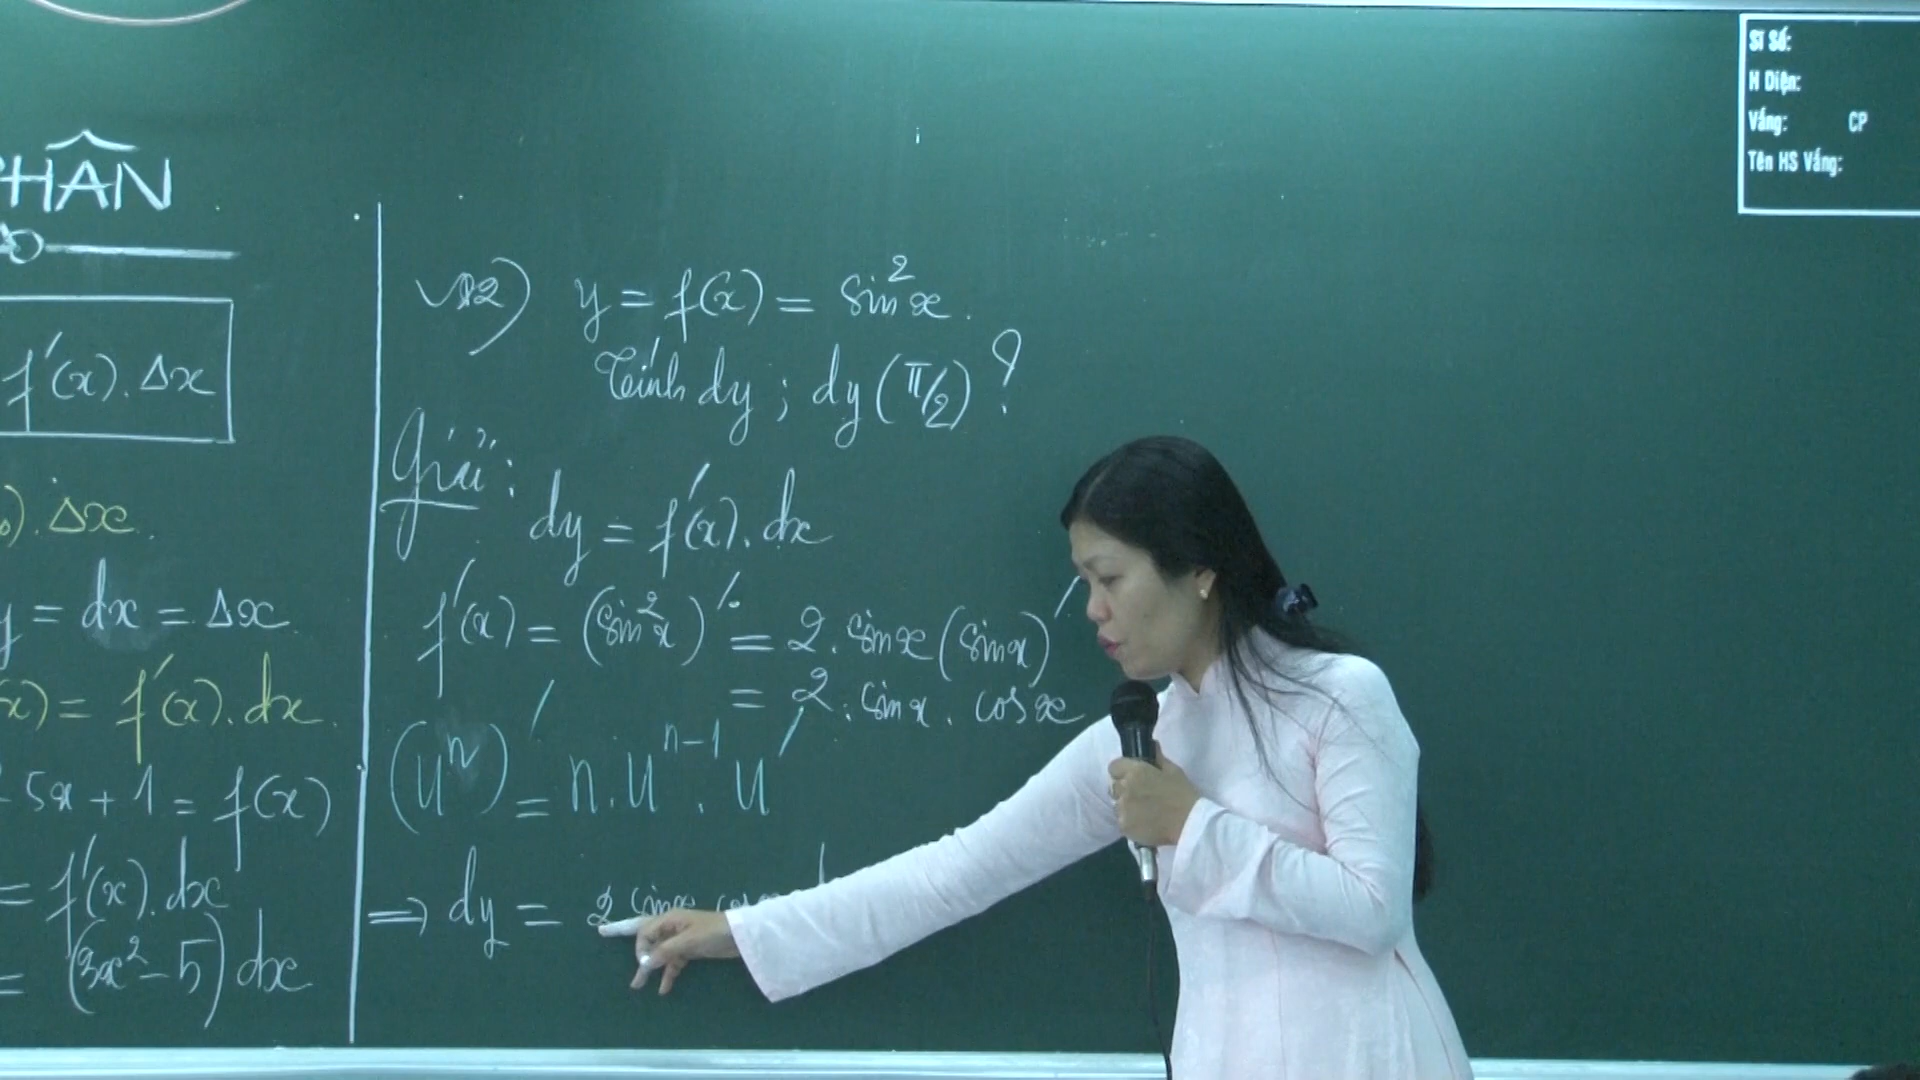 PHÂN
f'(x).Δx
).Δx.
y = dx = Δx
x) = f'(x).dx.
- 5x + 1 = f(x)
= f'(x).dx
= (3x² - 5)dx
VD2) y = f(x) = sin²x.
Tính dy ; dy(π/2) ?
Giải:
dy = f'(x).dx
f'(x) = (sin²x)' = 2.sinx(sinx)'
= 2.sinx.cosx
(uⁿ)' = n.uⁿ⁻¹.u'
⇒ dy = 2 sinx
Sĩ Số:
H Diện:
Vắng: CP
Tên HS Vắng: